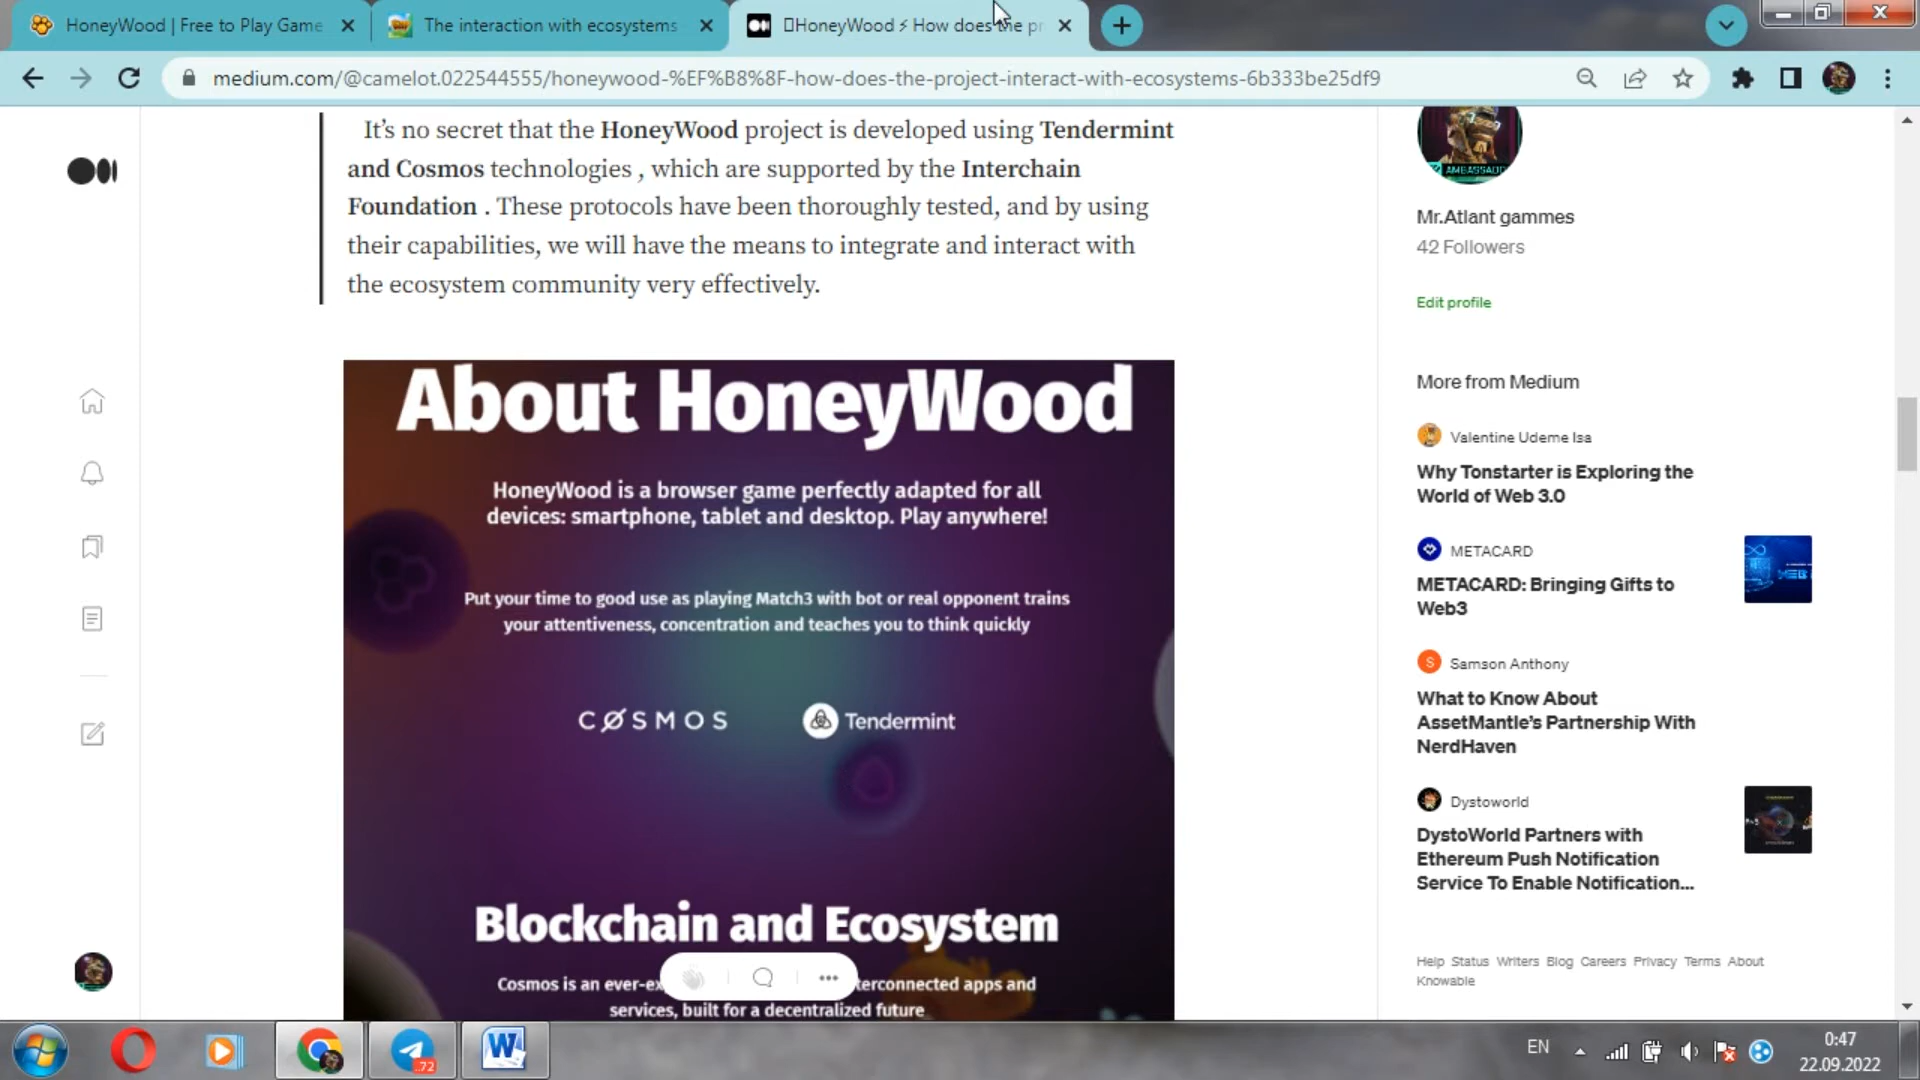 HoneyWood | Free to Play Game
The interaction with ecosystems
HoneyWood ⚡ How does the pr
medium.com/@camelot.022544555/honeywood-%EF%B8%8F-how-does-the-project-interact-with-ecosystems-6b333be25df9
It's no secret that the HoneyWood project is developed using Tendermint
and Cosmos technologies , which are supported by the Interchain
Foundation . These protocols have been thoroughly tested, and by using
their capabilities, we will have the means to integrate and interact with
the ecosystem community very effectively.
About HoneyWood
HoneyWood is a browser game perfectly adapted for all
devices: smartphone, tablet and desktop. Play anywhere!
Put your time to good use as playing Match3 with bot or real opponent trains
your attentiveness, concentration and teaches you to think quickly
COSMOS
Tendermint
Blockchain and Ecosystem
Cosmos is an ever-ex terconnected apps and
services, built for a decentralized future
AMBASSADO
Mr.Atlant gammes
42 Followers
Edit profile
More from Medium
Valentine Udeme Isa
Why Tonstarter is Exploring the
World of Web 3.0
METACARD
METACARD: Bringing Gifts to
Web3
S
Samson Anthony
What to Know About
AssetMantle's Partnership With
NerdHaven
Dystoworld
DystoWorld Partners with
Ethereum Push Notification
Service To Enable Notification...
Help Status Writers Blog Careers Privacy Terms About
Knowable
72
W
EN
0:47
22.09.2022